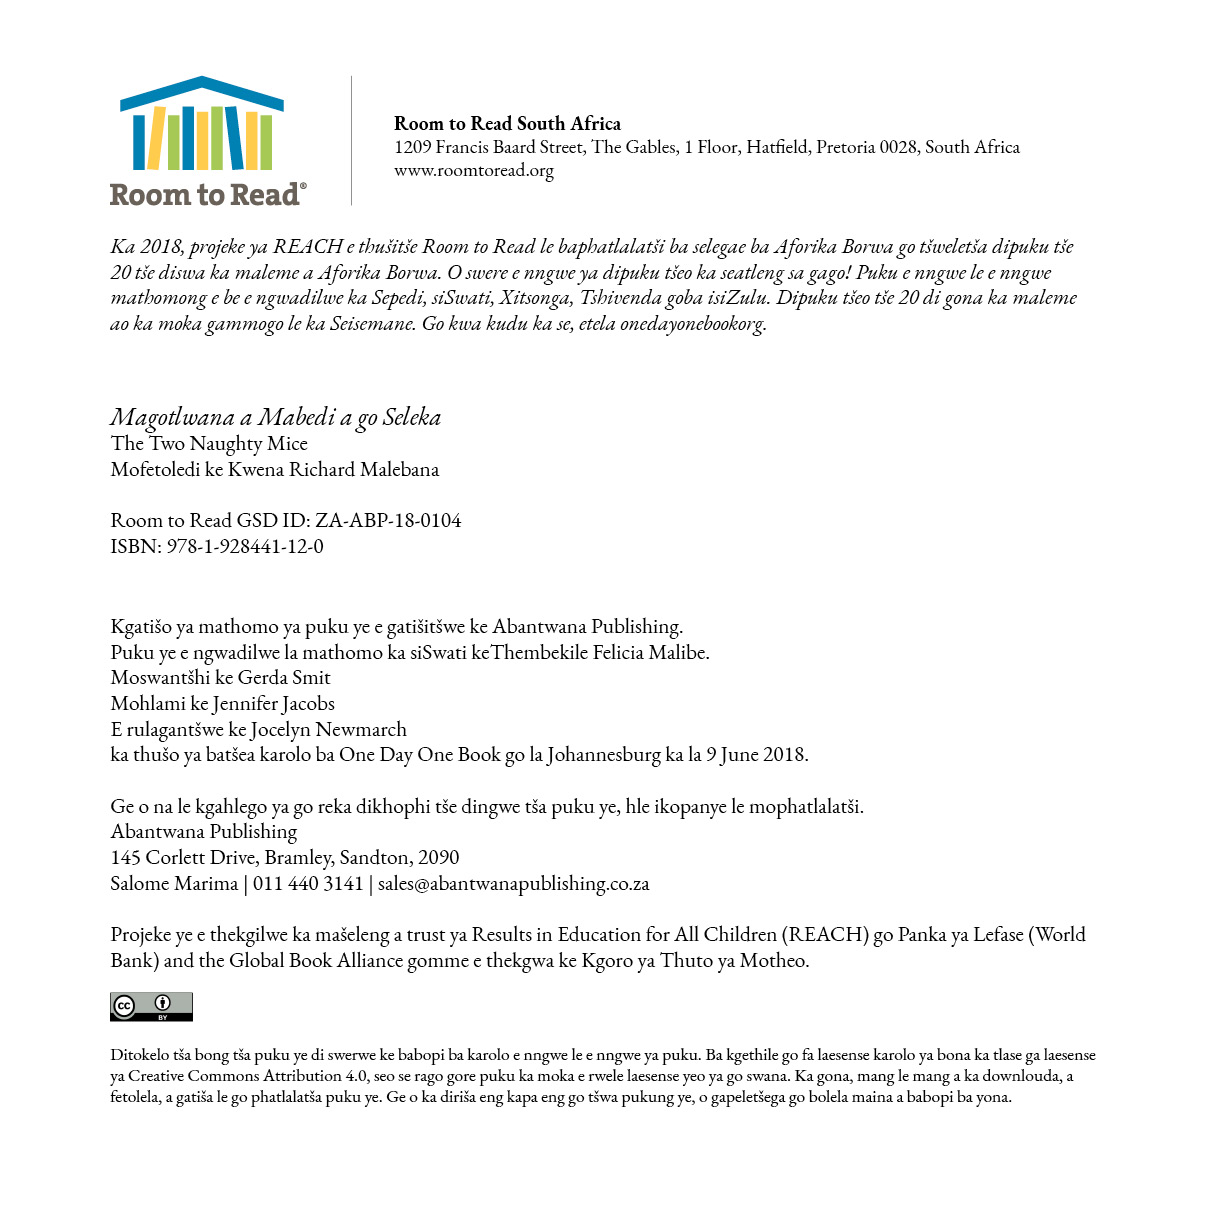 Room to Read®
Room to Read South Africa
1209 Francis Baard Street, The Gables, 1 Floor, Hatfield, Pretoria 0028, South Africa
www.roomtoread.org
Ka 2018, projeke ya REACH e thušitše Room to Read le baphatlalatši ba selegae ba Aforika Borwa go tšweletša dipuku tše
20 tše diswa ka maleme a Aforika Borwa. O swere e nngwe ya dipuku tšeo ka seatleng sa gago! Puku e nngwe le e nngwe
mathomong e be e ngwadilwe ka Sepedi, siSwati, Xitsonga, Tshivenda goba isiZulu. Dipuku tšeo tše 20 di gona ka maleme
ao ka moka gammogo le ka Seisemane. Go kwa kudu ka se, etela onedayonebookorg.
Magotlwana a Mabedi a go Seleka
The Two Naughty Mice
Mofetoledi ke Kwena Richard Malebana
Room to Read GSD ID: ZA-ABP-18-0104
ISBN: 978-1-928441-12-0
Kgatišo ya mathomo ya puku ye e gatišitšwe ke Abantwana Publishing.
Puku ye e ngwadilwe la mathomo ka siSwati keThembekile Felicia Malibe.
Moswantšhi ke Gerda Smit
Mohlami ke Jennifer Jacobs
E rulagantšwe ke Jocelyn Newmarch
ka thušo ya batšea karolo ba One Day One Book go la Johannesburg ka la 9 June 2018.
Ge o na le kgahlego ya go reka dikhophi tše dingwe tša puku ye, hle ikopanye le mophatlalatši.
Abantwana Publishing
145 Corlett Drive, Bramley, Sandton, 2090
Salome Marima | 011 440 3141 | sales@abantwanapublishing.co.za
Projeke ye e thekgilwe ka mašeleng a trust ya Results in Education for All Children (REACH) go Panka ya Lefase (World
Bank) and the Global Book Alliance gomme e thekgwa ke Kgoro ya Thuto ya Motheo.
cc BY
Ditokelo tša bong tša puku ye di swerwe ke babopi ba karolo e nngwe le e nngwe ya puku. Ba kgethile go fa laesense karolo ya bona ka tlase ga laesense
ya Creative Commons Attribution 4.0, seo se rago gore puku ka moka e rwele laesense yeo ya go swana. Ka gona, mang le mang a ka downlouda, a
fetolela, a gatiša le go phatlalatša puku ye. Ge o ka diriša eng kapa eng go tšwa pukung ye, o gapeletšega go bolela maina a babopi ba yona.